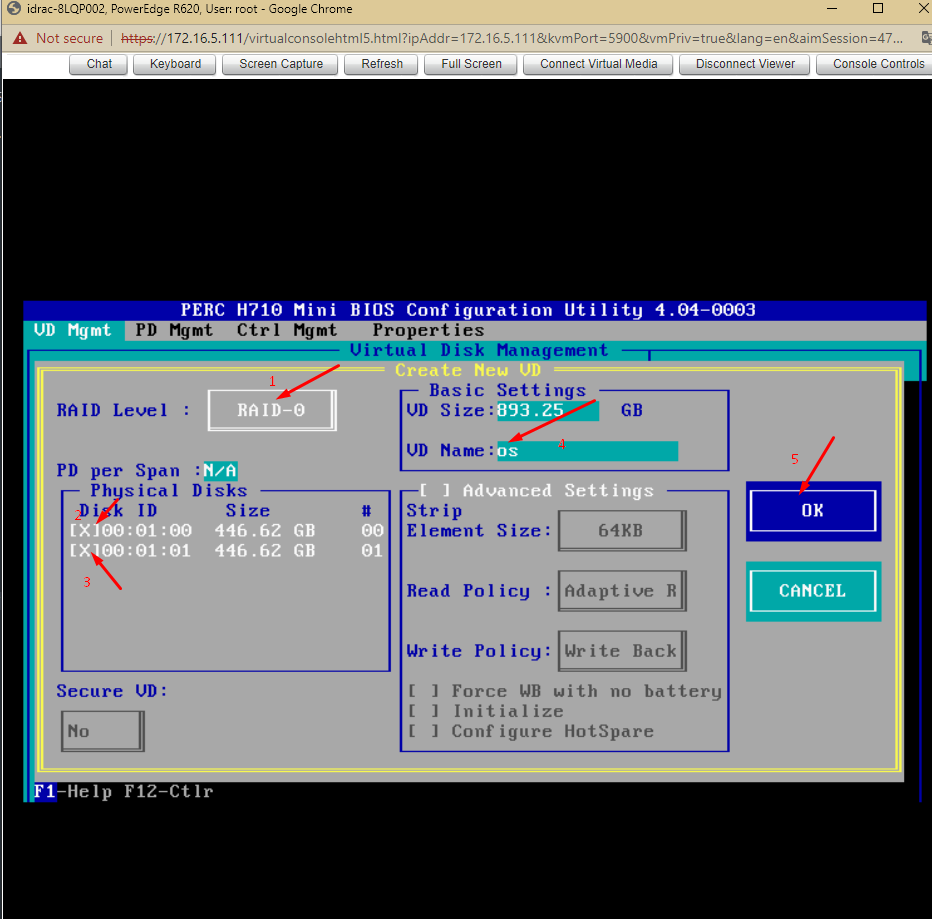 idrac-8LQP002, PowerEdge R620, User: root - Google Chrome
Not secure | https://172.16.5.111/virtualconsolehtml5.html?ipAddr=172.16.5.111&kvmPort=5900&vmPriv=true&lang=en&aimSession=47...
Chat Keyboard Screen Capture Refresh Full Screen Connect Virtual Media Disconnect Viewer Console Controls
PERC H710 Mini BIOS Configuration Utility 4.04-0003
VD Mgmt PD Mgmt Ctrl Mgmt Properties
Virtual Disk Management
Create New VD
1
RAID Level : RAID-0
PD per Span :N/A
Physical Disks
Disk ID Size #
2
[X]00:01:00 446.62 GB 00
[X]00:01:01 446.62 GB 01
3
Secure VD:
No
Basic Settings
VD Size:893.25 GB
VD Name:os
4
[ ] Advanced Settings
Strip
Element Size: 64KB
Read Policy : Adaptive R
Write Policy: Write Back
[ ] Force WB with no battery
[ ] Initialize
[ ] Configure HotSpare
5
OK
CANCEL
F1-Help F12-Ctlr